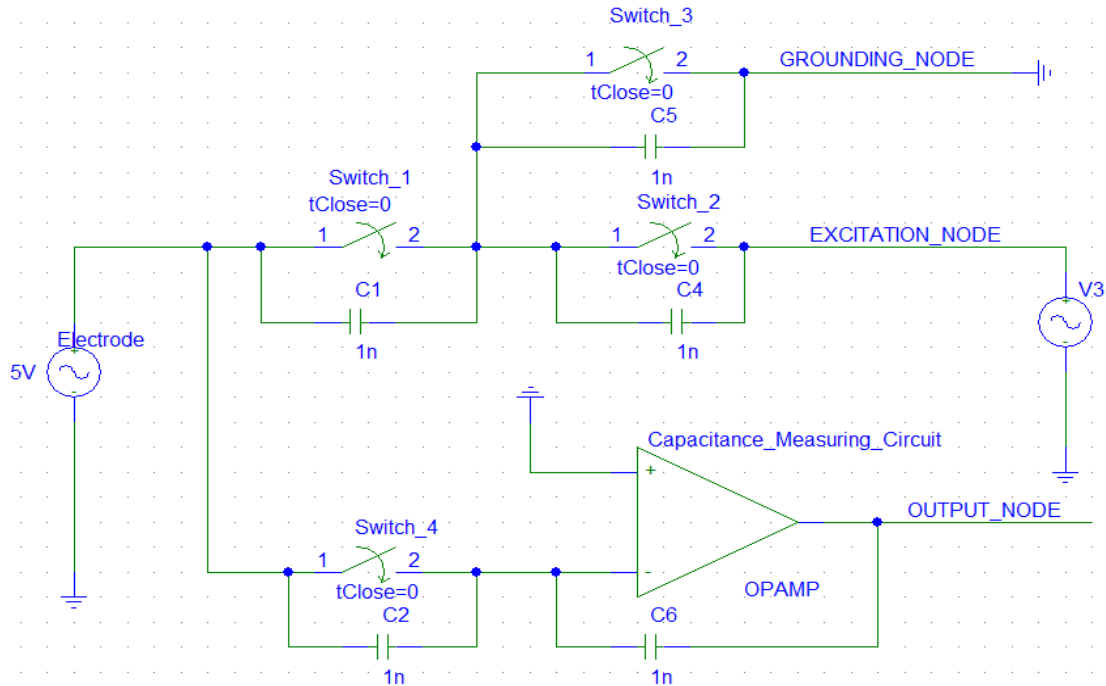 Switch_3
1 2
GROUNDING_NODE
tClose=0
C5
1n
Switch_1
tClose=0
1 2
C1
1n
Switch_2
1 2
EXCITATION_NODE
tClose=0
C4
1n
V3
+
-
Electrode
5V
+
-
Capacitance_Measuring_Circuit
+
-
OPAMP
OUTPUT_NODE
Switch_4
1 2
tClose=0
C2
1n
C6
1n